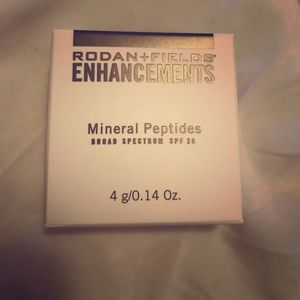 RODAN+FIELDS®
ENHANCEMENTS
Mineral Peptides
BROAD SPECTRUM SPF 20
4 g/0.14 Oz.